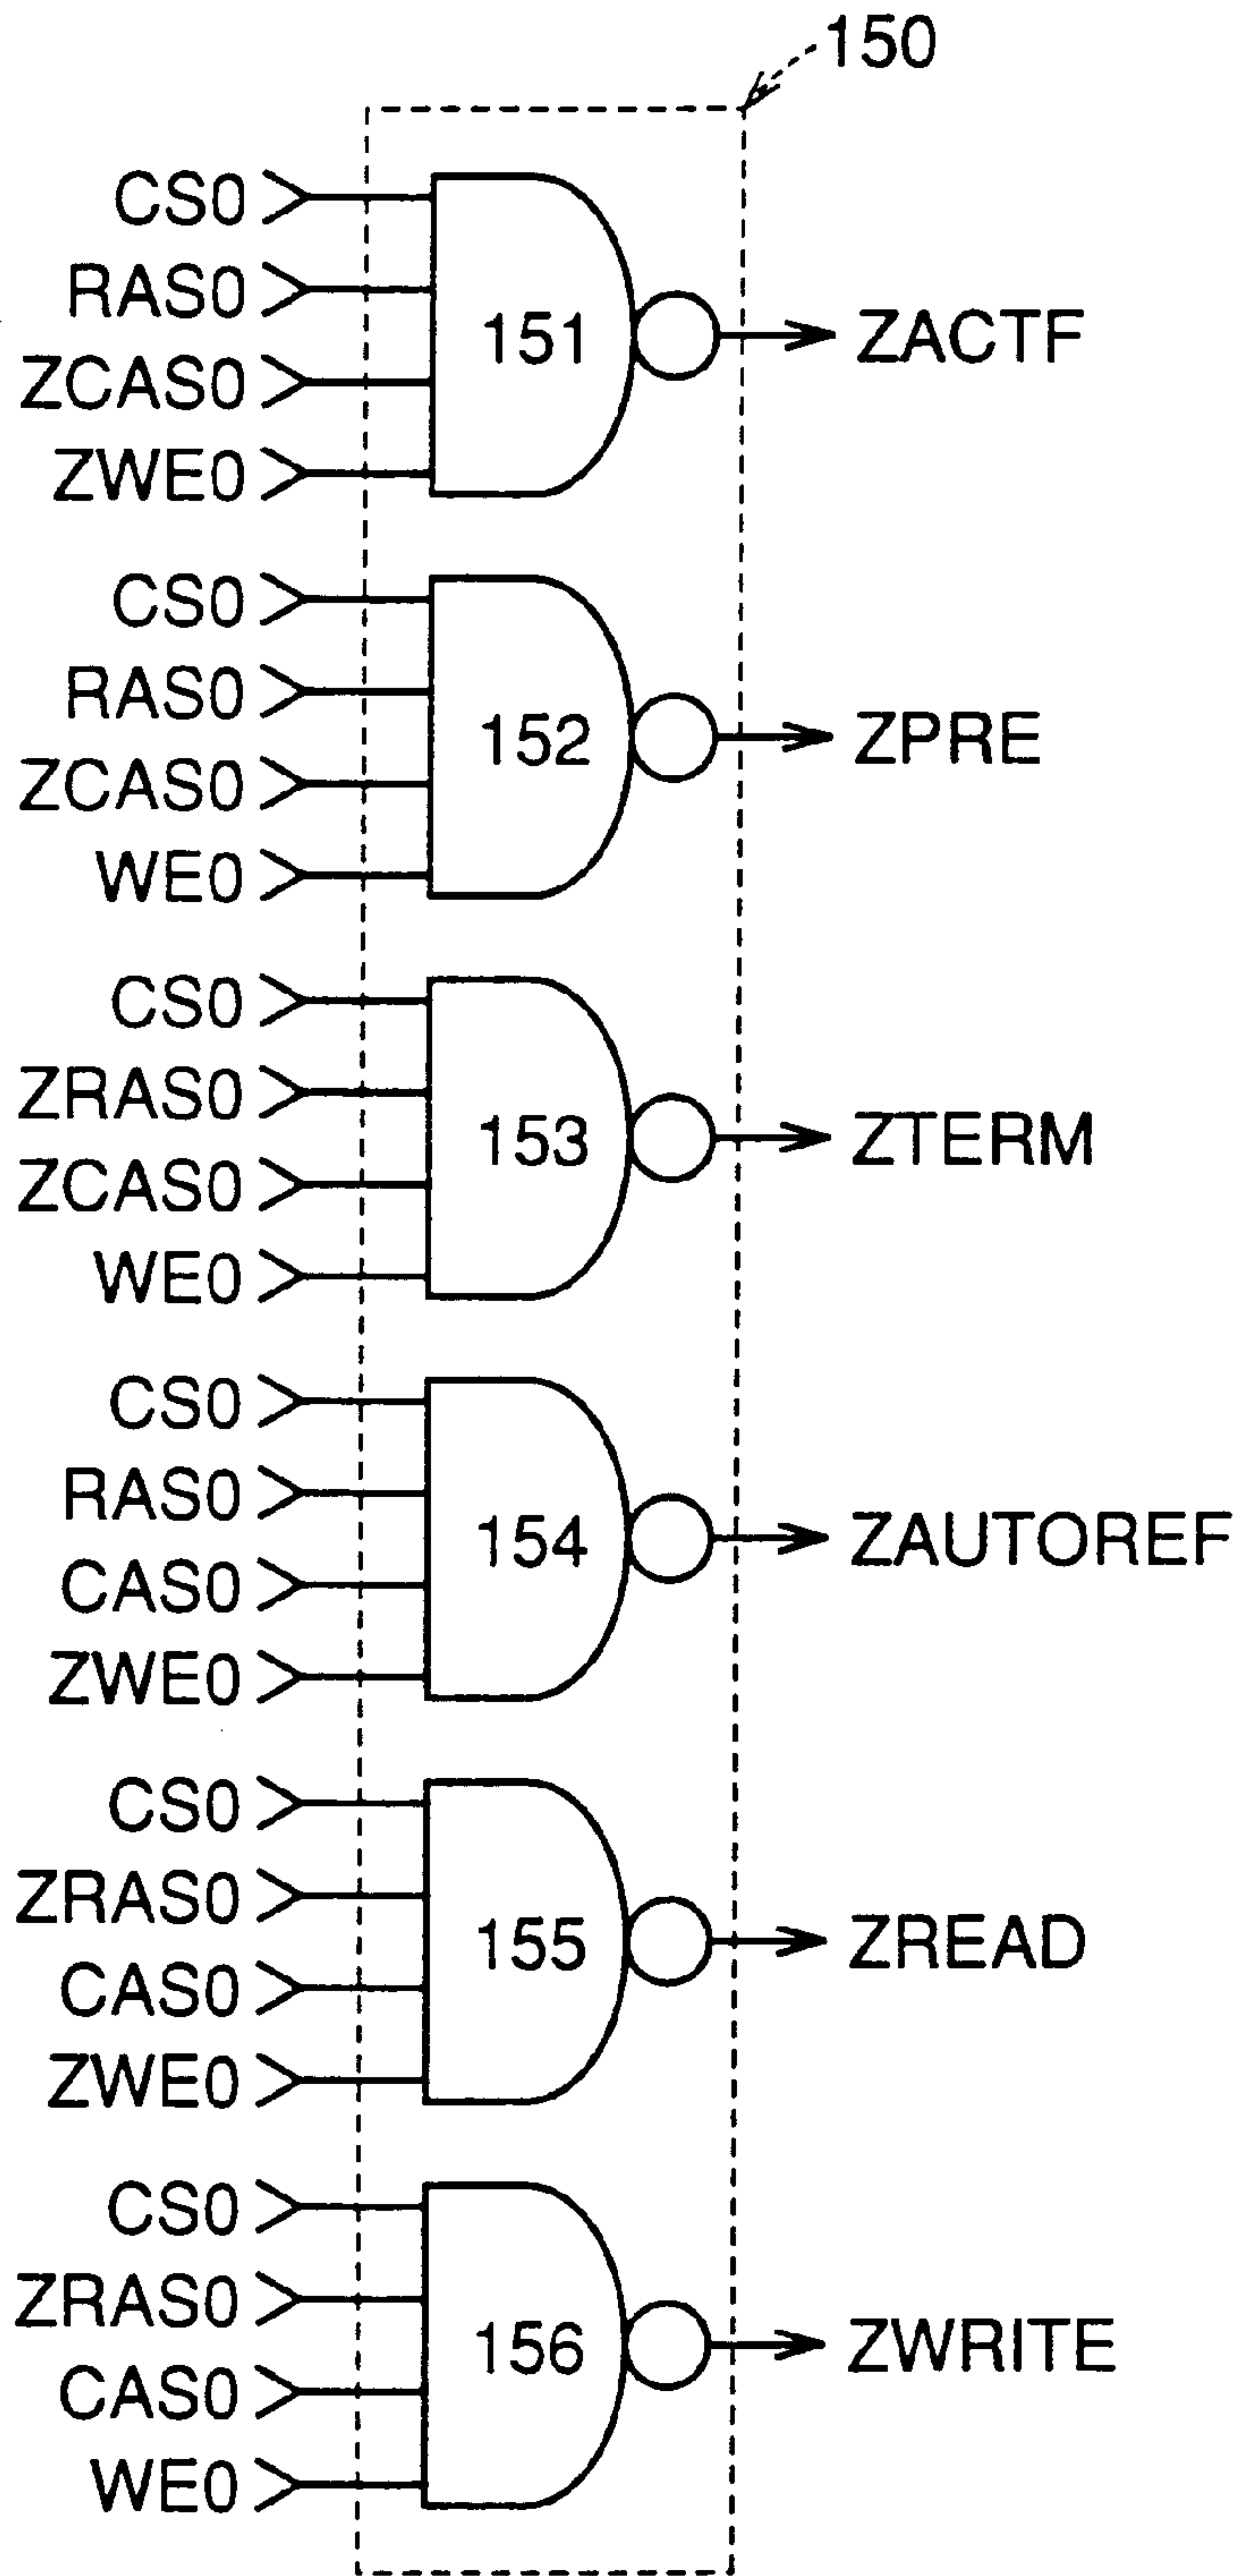 150
CS0
RAS0
ZCAS0
ZWE0
151
ZACTF
CS0
RAS0
ZCAS0
WE0
152
ZPRE
CS0
ZRAS0
ZCAS0
WE0
153
ZTERM
CS0
RAS0
CAS0
ZWE0
154
ZAUTOREF
CS0
ZRAS0
CAS0
ZWE0
155
ZREAD
CS0
ZRAS0
CAS0
WE0
156
ZWRITE